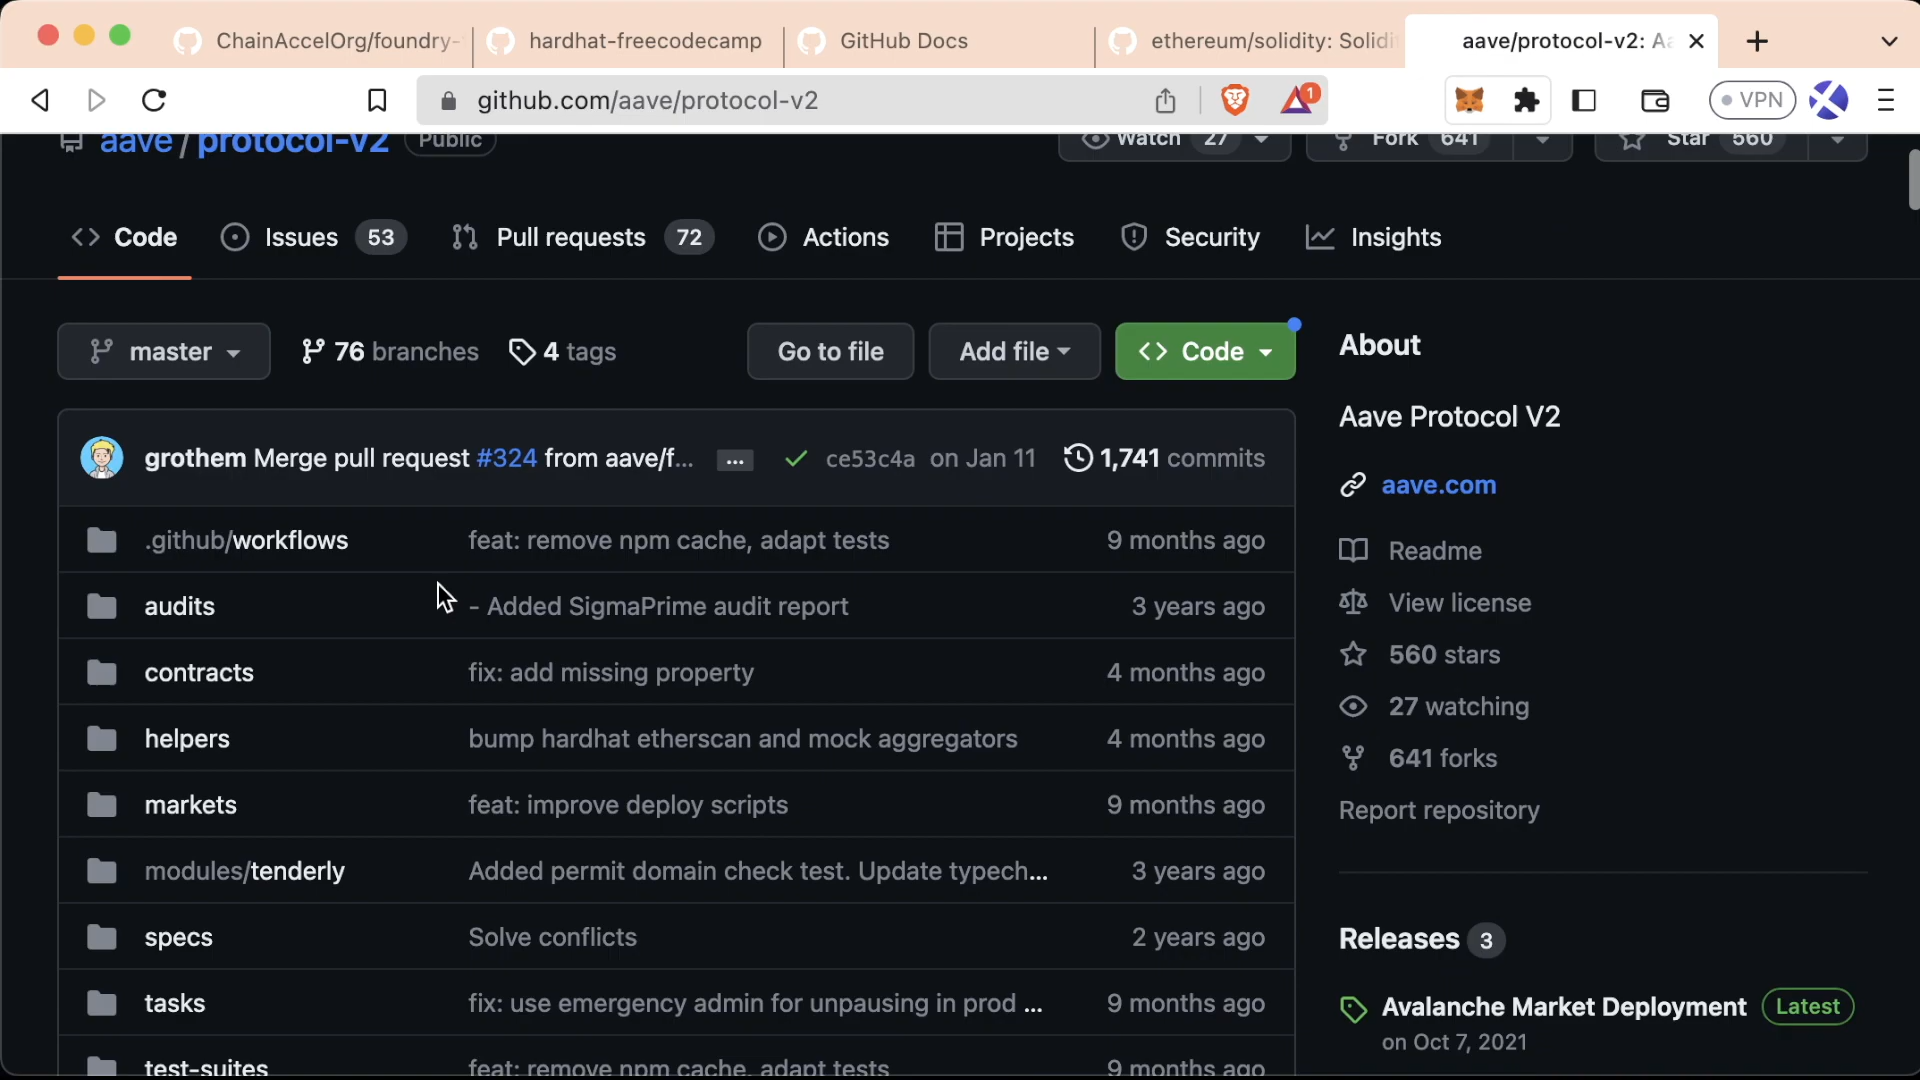 ChainAccelOrg/foundry-
hardhat-freecodecamp
GitHub Docs
ethereum/solidity: Solidi
aave/protocol-v2: Aa
github.com/aave/protocol-v2
1
VPN
aave / protocol-v2 Public
Watch 27
Fork 641
Star 560
Code
Issues 53
Pull requests 72
Actions
Projects
Security
Insights
master
76 branches
4 tags
Go to file
Add file
Code
grothem Merge pull request #324 from aave/f... ... ce53c4a on Jan 11 1,741 commits
.github/workflows feat: remove npm cache, adapt tests 9 months ago
audits - Added SigmaPrime audit report 3 years ago
contracts fix: add missing property 4 months ago
helpers bump hardhat etherscan and mock aggregators 4 months ago
markets feat: improve deploy scripts 9 months ago
modules/tenderly Added permit domain check test. Update typech... 3 years ago
specs Solve conflicts 2 years ago
tasks fix: use emergency admin for unpausing in prod ... 9 months ago
test-suites feat: remove npm cache, adapt tests 9 months ago
About
Aave Protocol V2
aave.com
Readme
View license
560 stars
27 watching
641 forks
Report repository
Releases 3
Avalanche Market Deployment Latest
on Oct 7, 2021